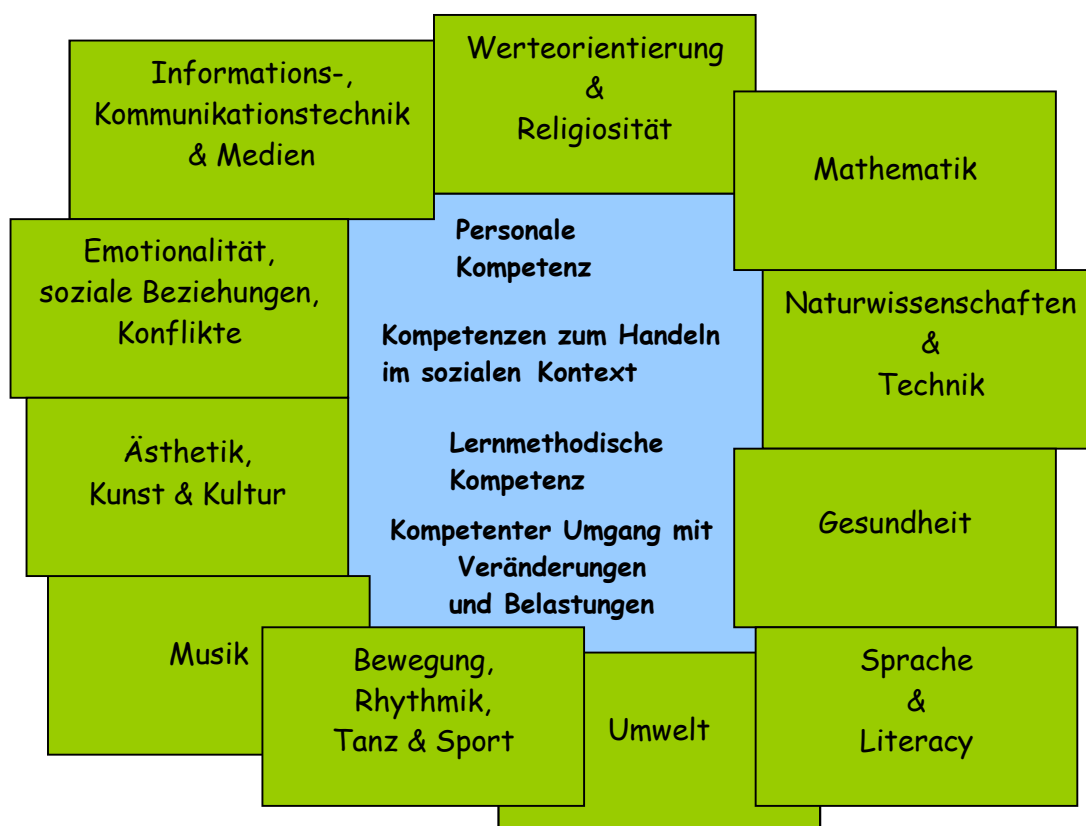 Informations-,
Kommunikationstechnik
& Medien
Werteorientierung
&
Religiosität
Mathematik
Emotionalität,
soziale Beziehungen,
Konflikte
Personale
Kompetenz
Kompetenzen zum Handeln
im sozialen Kontext
Lernmethodische
Kompetenz
Kompetenter Umgang mit
Veränderungen
und Belastungen
Naturwissenschaften
&
Technik
Ästhetik,
Kunst & Kultur
Gesundheit
Musik
Bewegung,
Rhythmik,
Tanz & Sport
Umwelt
Sprache
&
Literacy